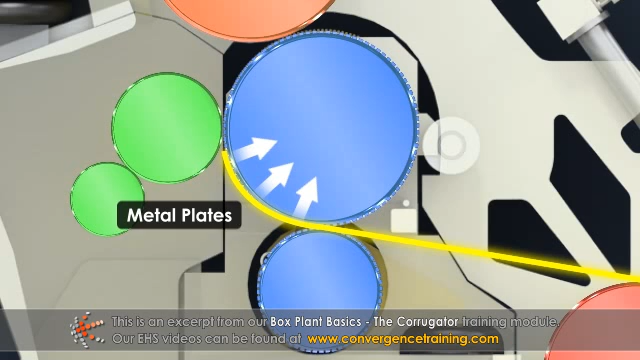 Metal Plates
This is an excerpt from our Box Plant Basics - The Corrugator training module.
Our EHS videos can be found at www.convergencetraining.com